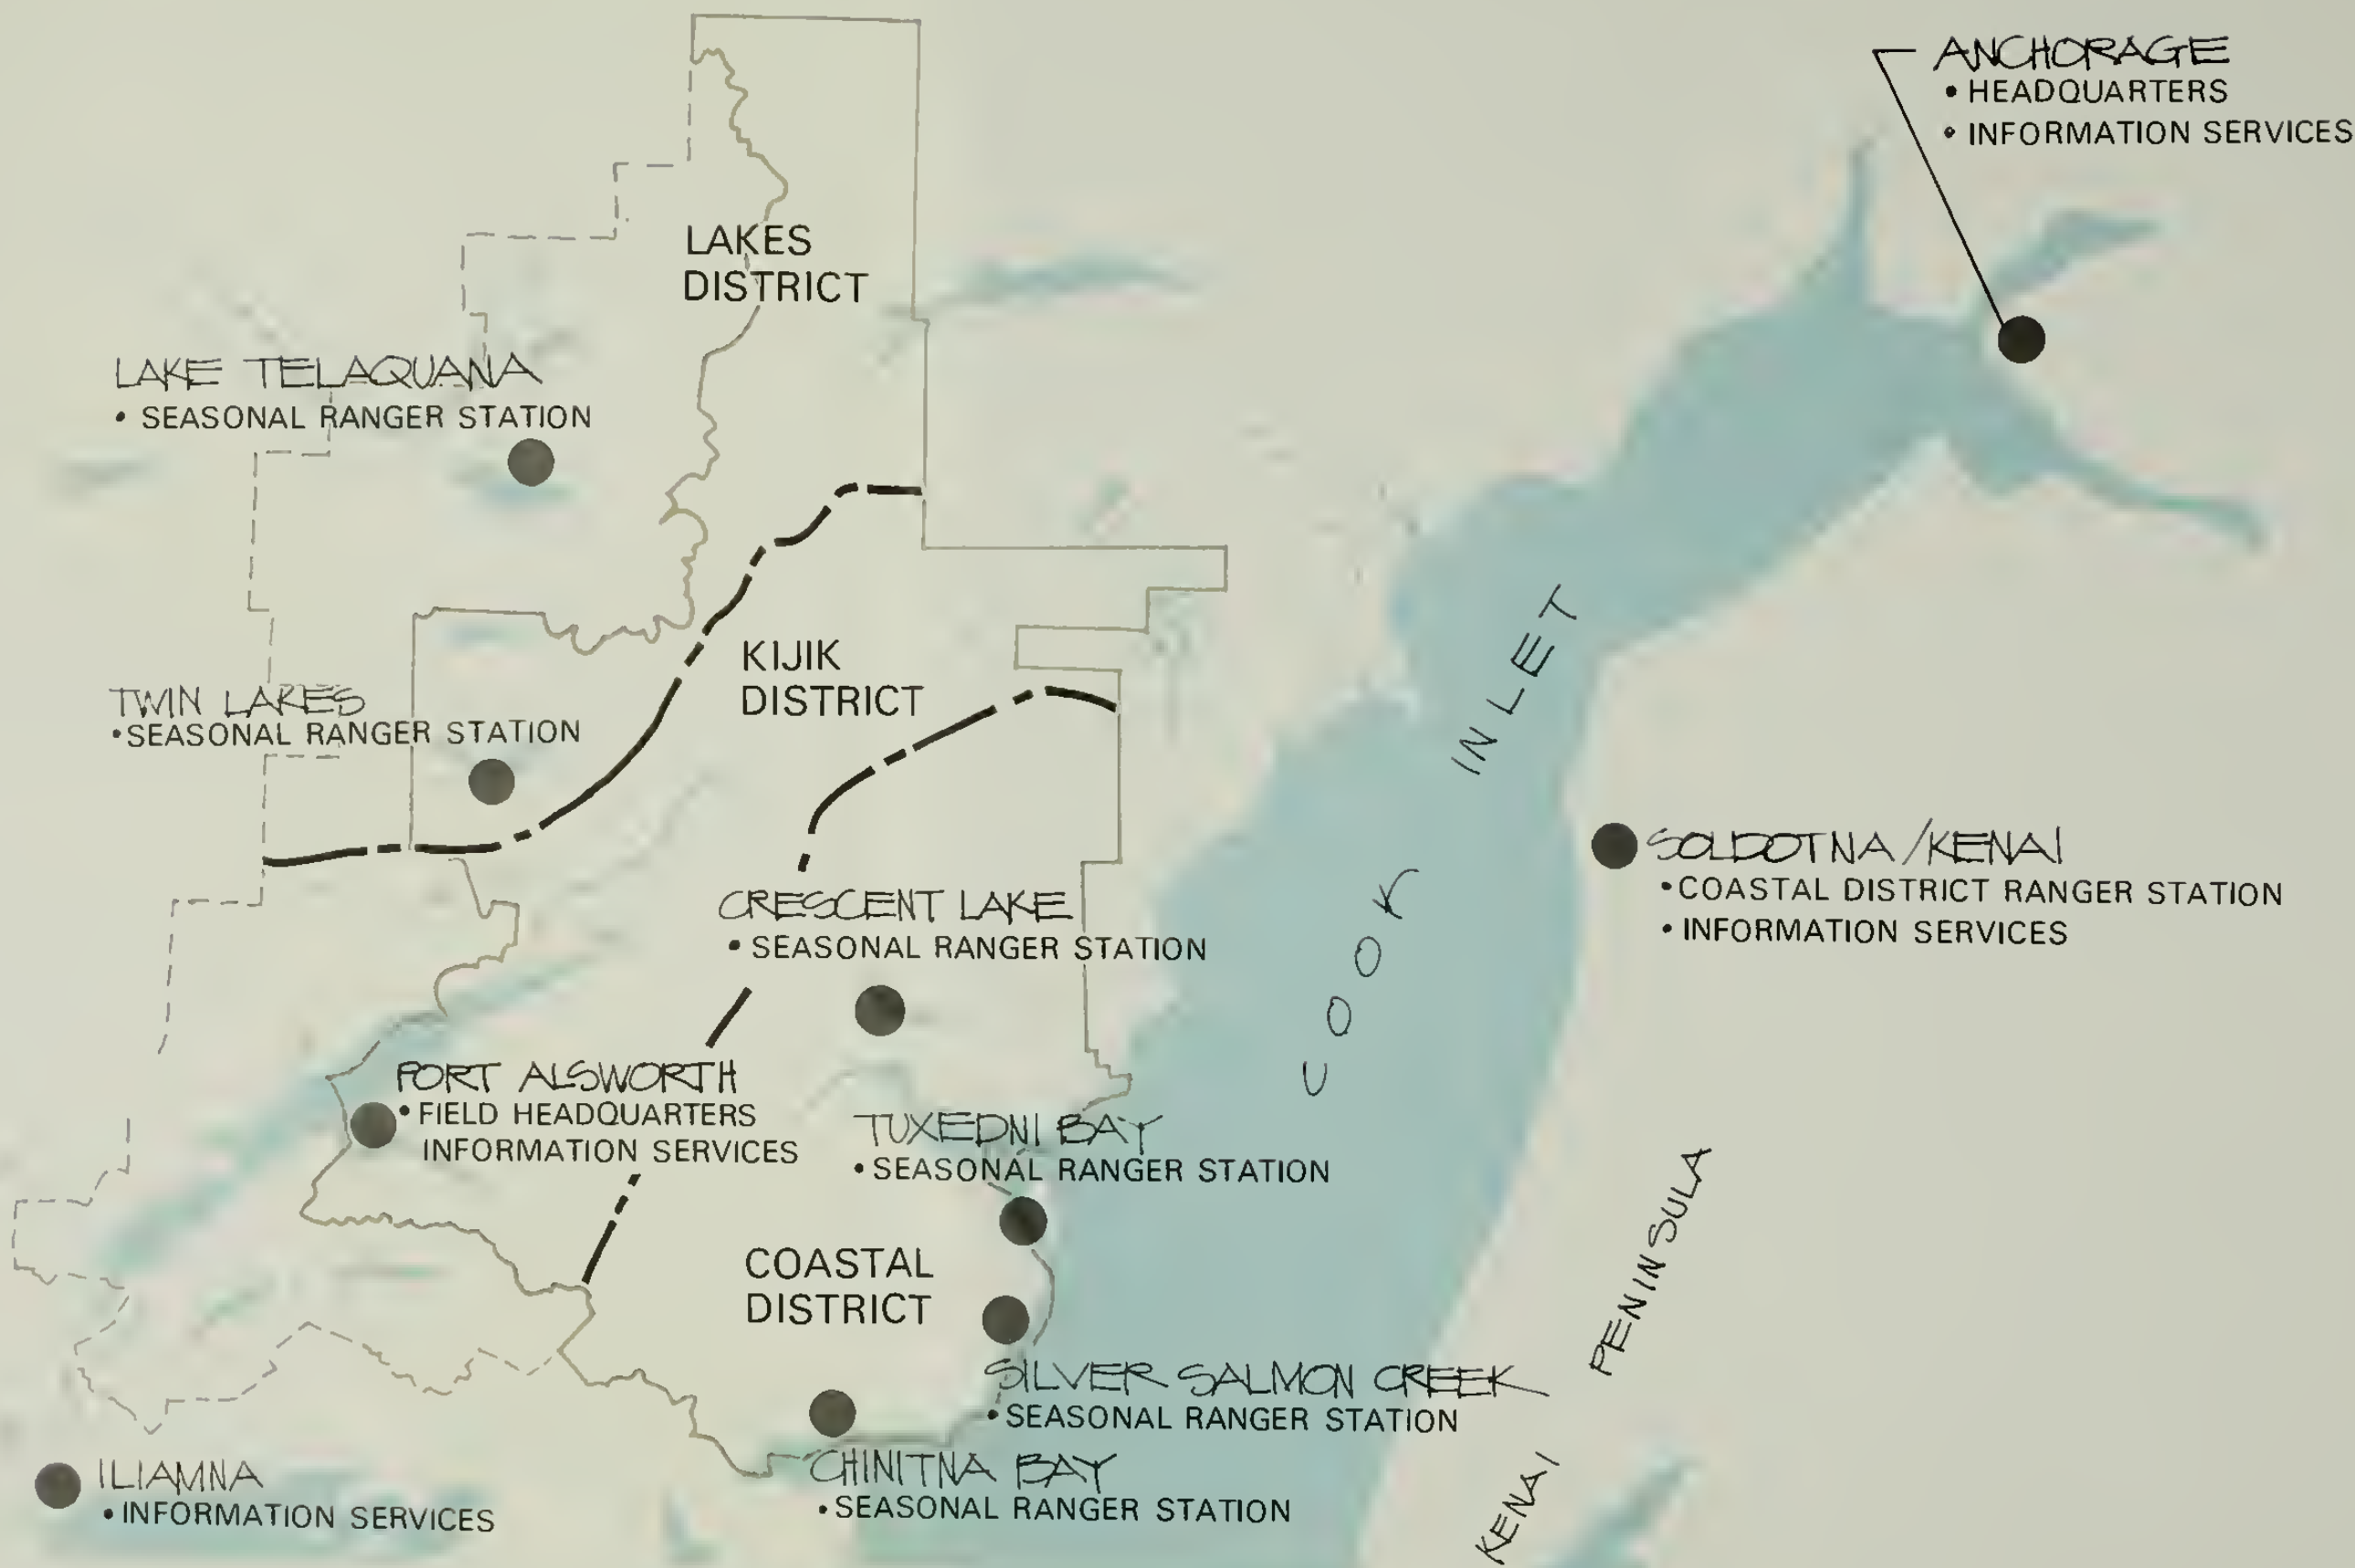 ANCHORAGE
• HEADQUARTERS
• INFORMATION SERVICES
LAKES
DISTRICT
LAKE TELAQUANA
• SEASONAL RANGER STATION
KIJIK
DISTRICT
TWIN LAKES
• SEASONAL RANGER STATION
COOK INLET
SOLDOTNA/KENAI
• COASTAL DISTRICT RANGER STATION
• INFORMATION SERVICES
CRESCENT LAKE
• SEASONAL RANGER STATION
PORT ALSWORTH
• FIELD HEADQUARTERS
INFORMATION SERVICES
TUXEDNI BAY
• SEASONAL RANGER STATION
COASTAL
DISTRICT
KENAI PENINSULA
SILVER SALMON CREEK
• SEASONAL RANGER STATION
CHINITNA BAY
• SEASONAL RANGER STATION
ILIAMNA
• INFORMATION SERVICES